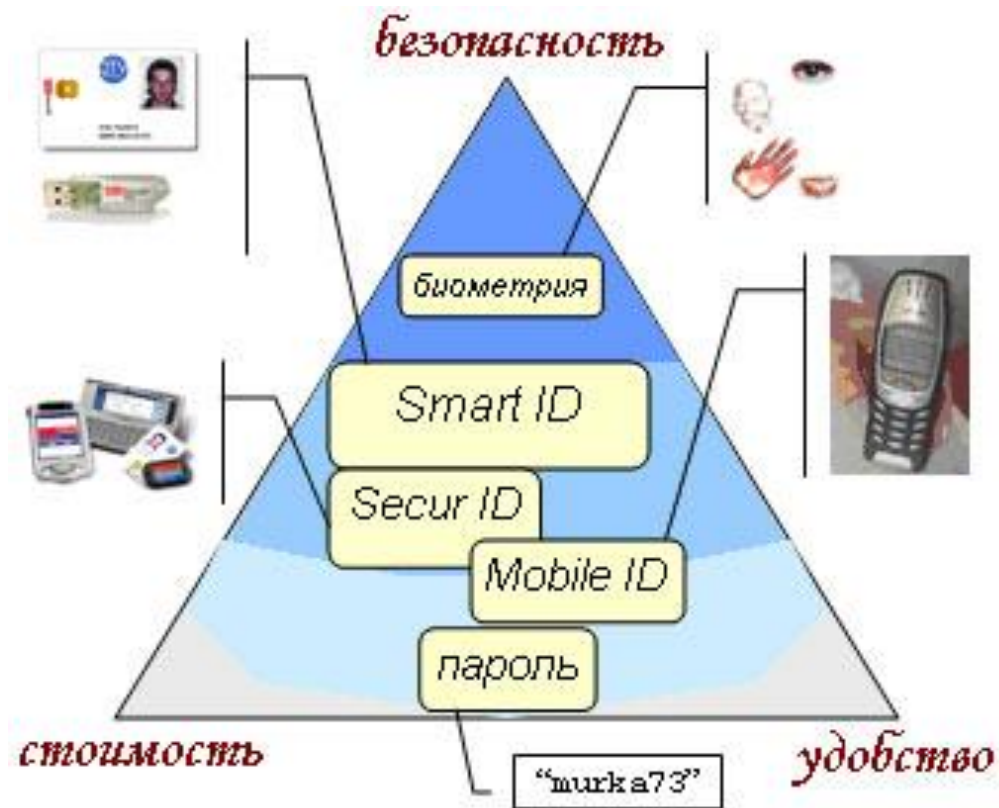 безопасность
биометрия
Smart ID
Secur ID
Mobile ID
пароль
стоимость
удобство
“murka73”